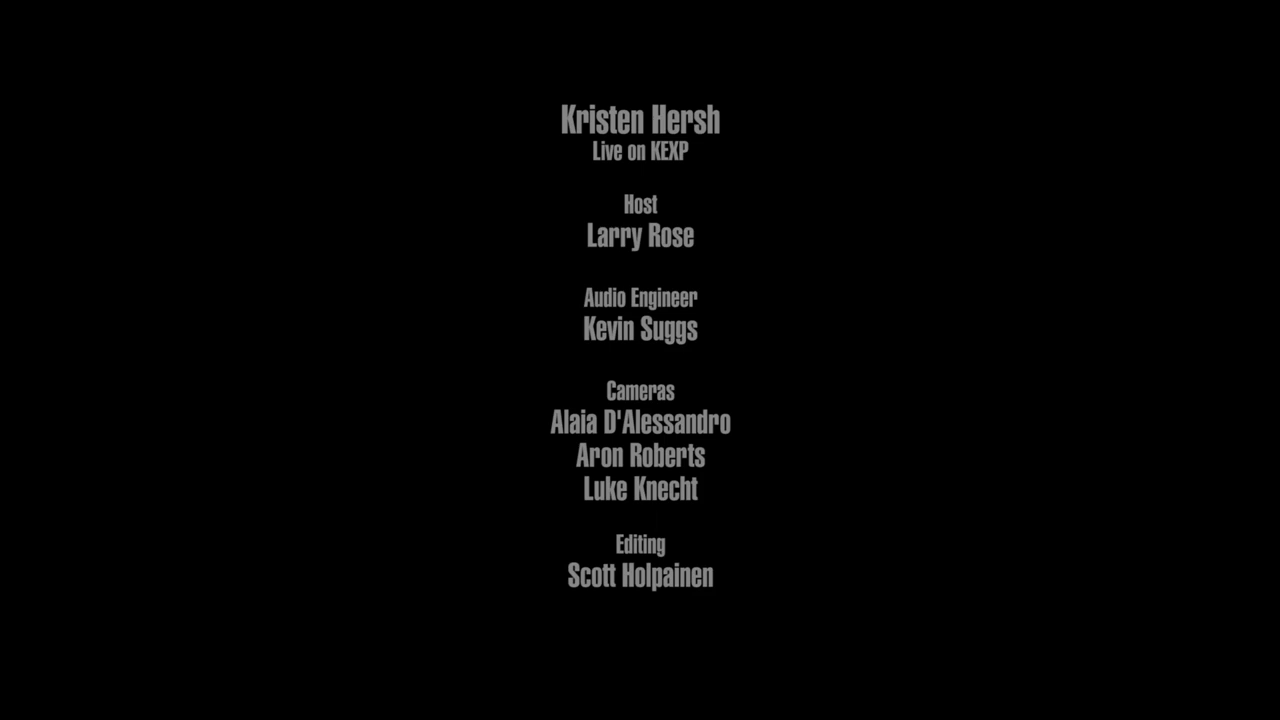 Kristen Hersh
Live on KEXP
Host
Larry Rose
Audio Engineer
Kevin Suggs
Cameras
Alaia D'Alessandro
Aron Roberts
Luke Knecht
Editing
Scott Holpainen